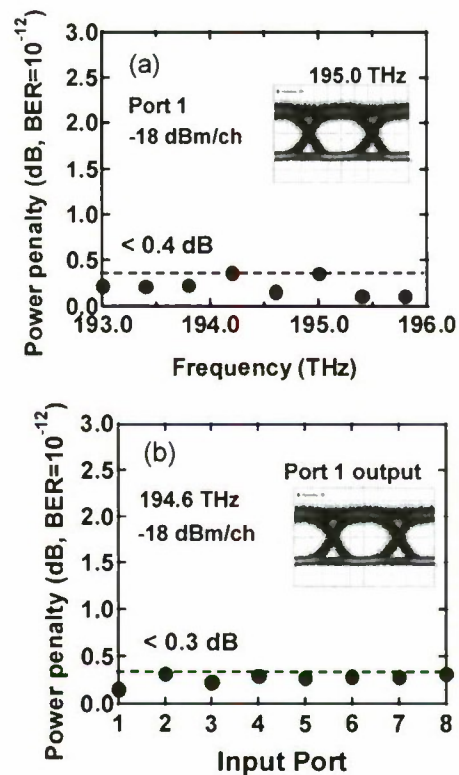 (a)
195.0 THz
Port 1
-18 dBm/ch
< 0.4 dB
Power penalty (dB, BER=10⁻¹²)
3.0
2.5
2.0
1.5
1.0
0.5
0.0
193.0 194.0 195.0 196.0
Frequency (THz)
(b)
Port 1 output
194.6 THz
-18 dBm/ch
< 0.3 dB
Power penalty (dB, BER=10⁻¹²)
3.0
2.5
2.0
1.5
1.0
0.5
0.0
1 2 3 4 5 6 7 8
Input Port